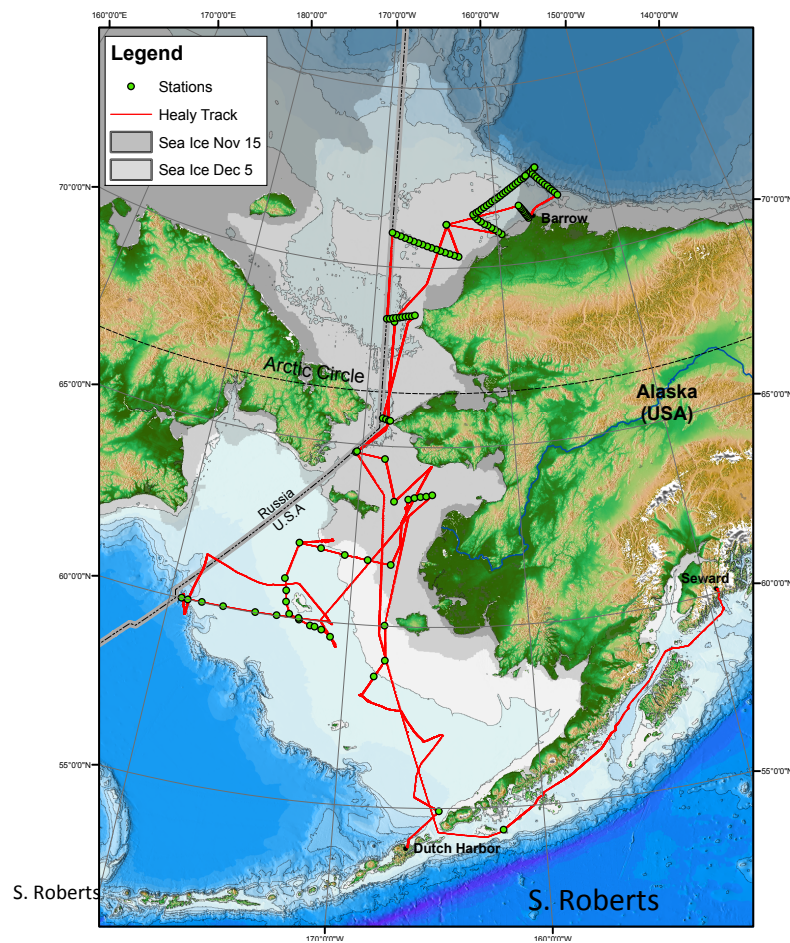 160°0'0"E
170°0'0"E
180°0'0"
170°0'0"W
160°0'0"W
150°0'0"W
140°0'0"W
Legend
Stations
Healy Track
Sea Ice Nov 15
Sea Ice Dec 5
70°0'0"N
70°0'0"N
Barrow
Arctic Circle
65°0'0"N
65°0'0"N
Alaska
(USA)
Russia
U.S.A
60°0'0"N
60°0'0"N
Seward
55°0'0"N
55°0'0"N
Dutch Harbor
S. Roberts
S. Roberts
170°0'0"W
160°0'0"W